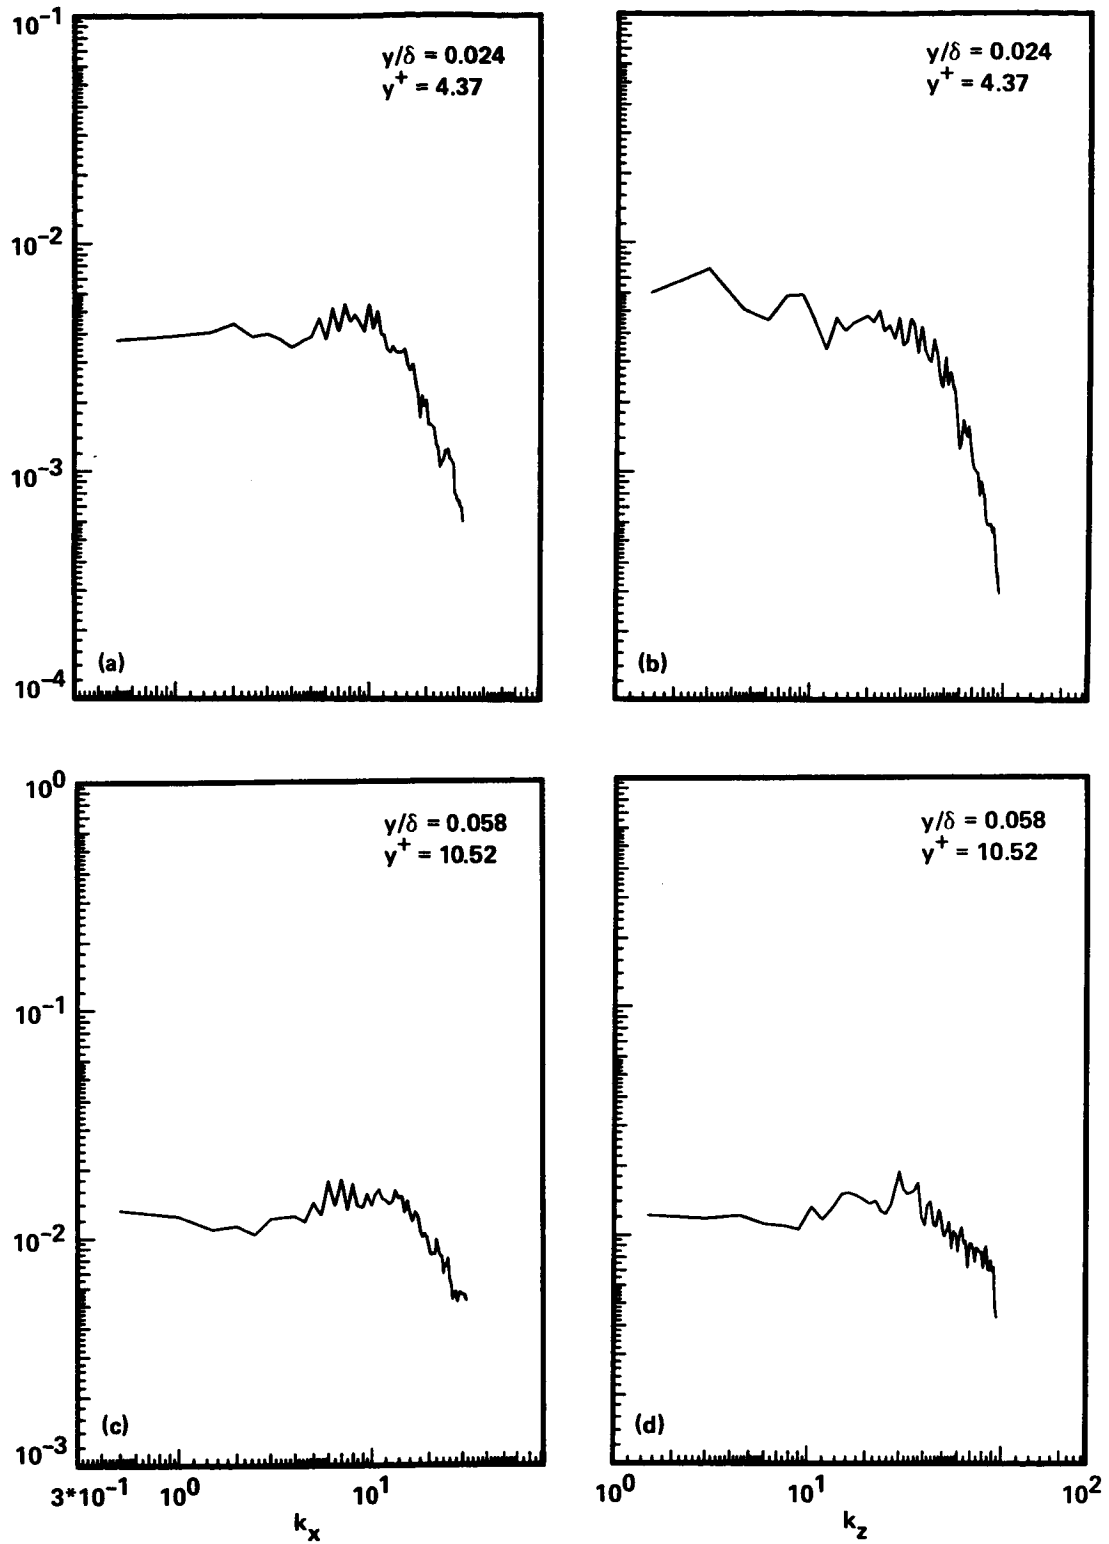 10^-1
y/δ = 0.024
y^+ = 4.37
y/δ = 0.024
y^+ = 4.37
10^-2
10^-3
10^-4
(a)
(b)
10^0
y/δ = 0.058
y^+ = 10.52
y/δ = 0.058
y^+ = 10.52
10^-1
10^-2
10^-3
(c)
(d)
3*10^-1 10^0 10^1
10^0 10^1 10^2
k_x
k_z